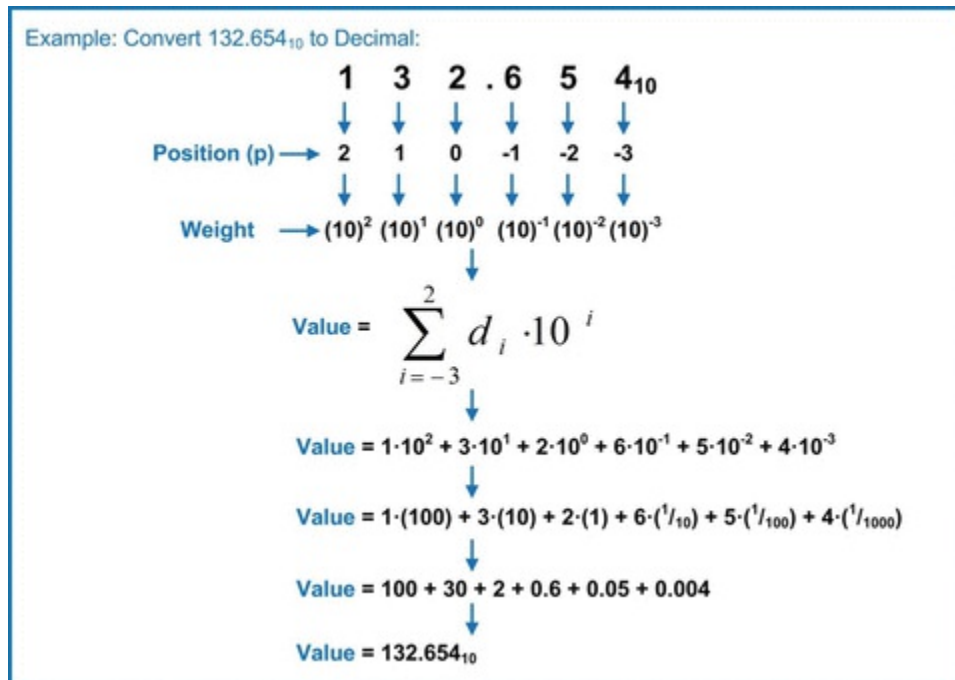 Example: Convert 132.654₁₀ to Decimal:
1 3 2 . 6 5 4₁₀
Position (p) → 2 1 0 -1 -2 -3
Weight → (10)² (10)¹ (10)⁰ (10)⁻¹ (10)⁻² (10)⁻³
2
Value = ∑ dᵢ ·10 ⁱ
i = – 3
Value = 1·10² + 3·10¹ + 2·10⁰ + 6·10⁻¹ + 5·10⁻² + 4·10⁻³
Value = 1·(100) + 3·(10) + 2·(1) + 6·(¹/₁₀) + 5·(¹/₁₀₀) + 4·(¹/₁₀₀₀)
Value = 100 + 30 + 2 + 0.6 + 0.05 + 0.004
Value = 132.654₁₀